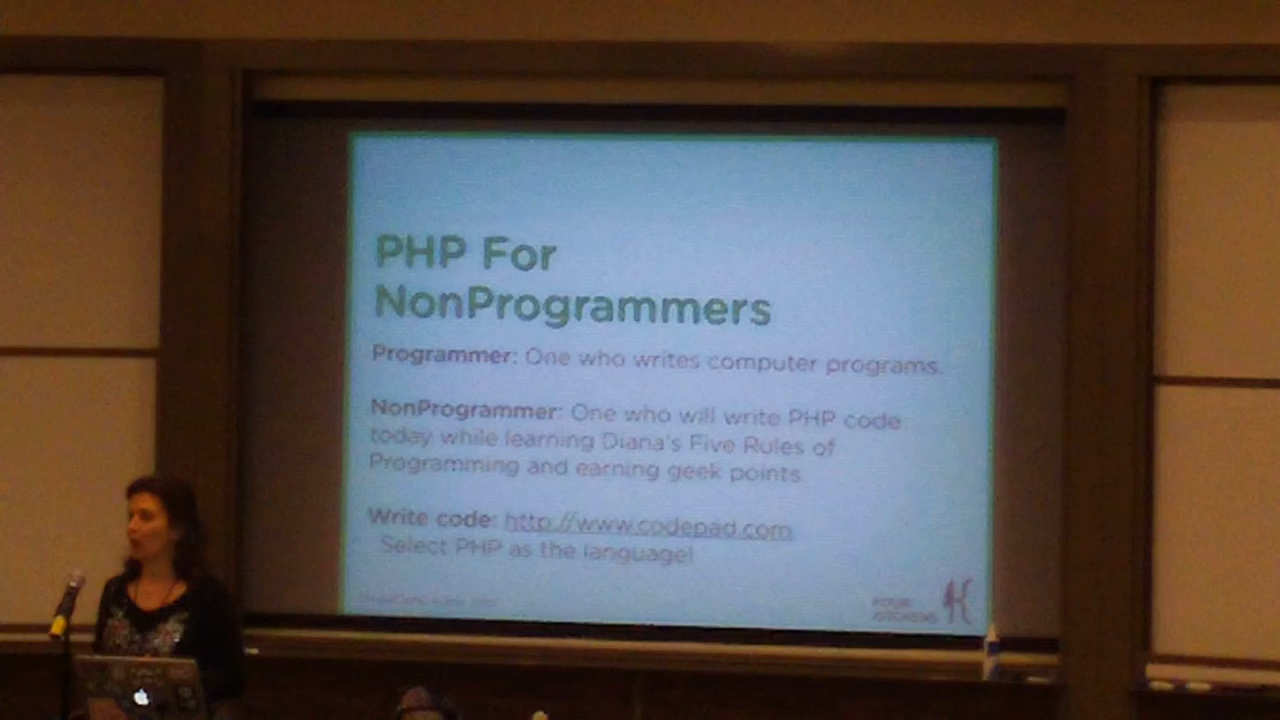 PHP For
NonProgrammers
Programmer: One who writes computer programs.
NonProgrammer: One who will write PHP code
today while learning Diana's Five Rules of
Programming and earning geek points.
Write code: http://www.codepad.com
Select PHP as the language!
FOUR
KITCHENS